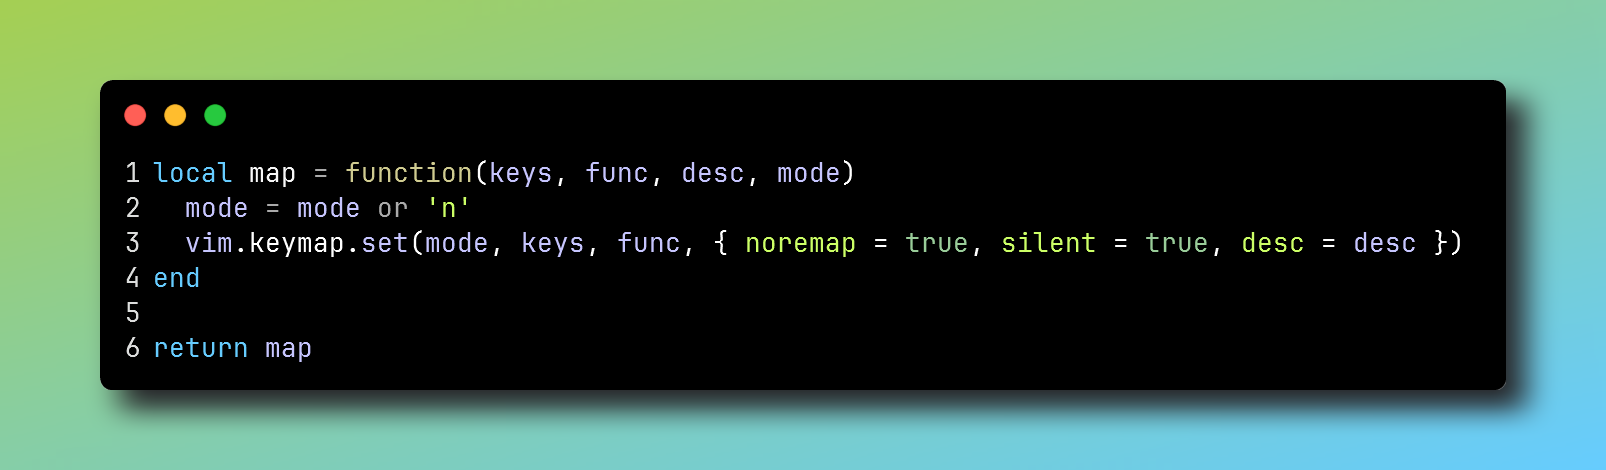 1 local map = function(keys, func, desc, mode)
2   mode = mode or 'n'
3   vim.keymap.set(mode, keys, func, { noremap = true, silent = true, desc = desc })
4 end
5
6 return map